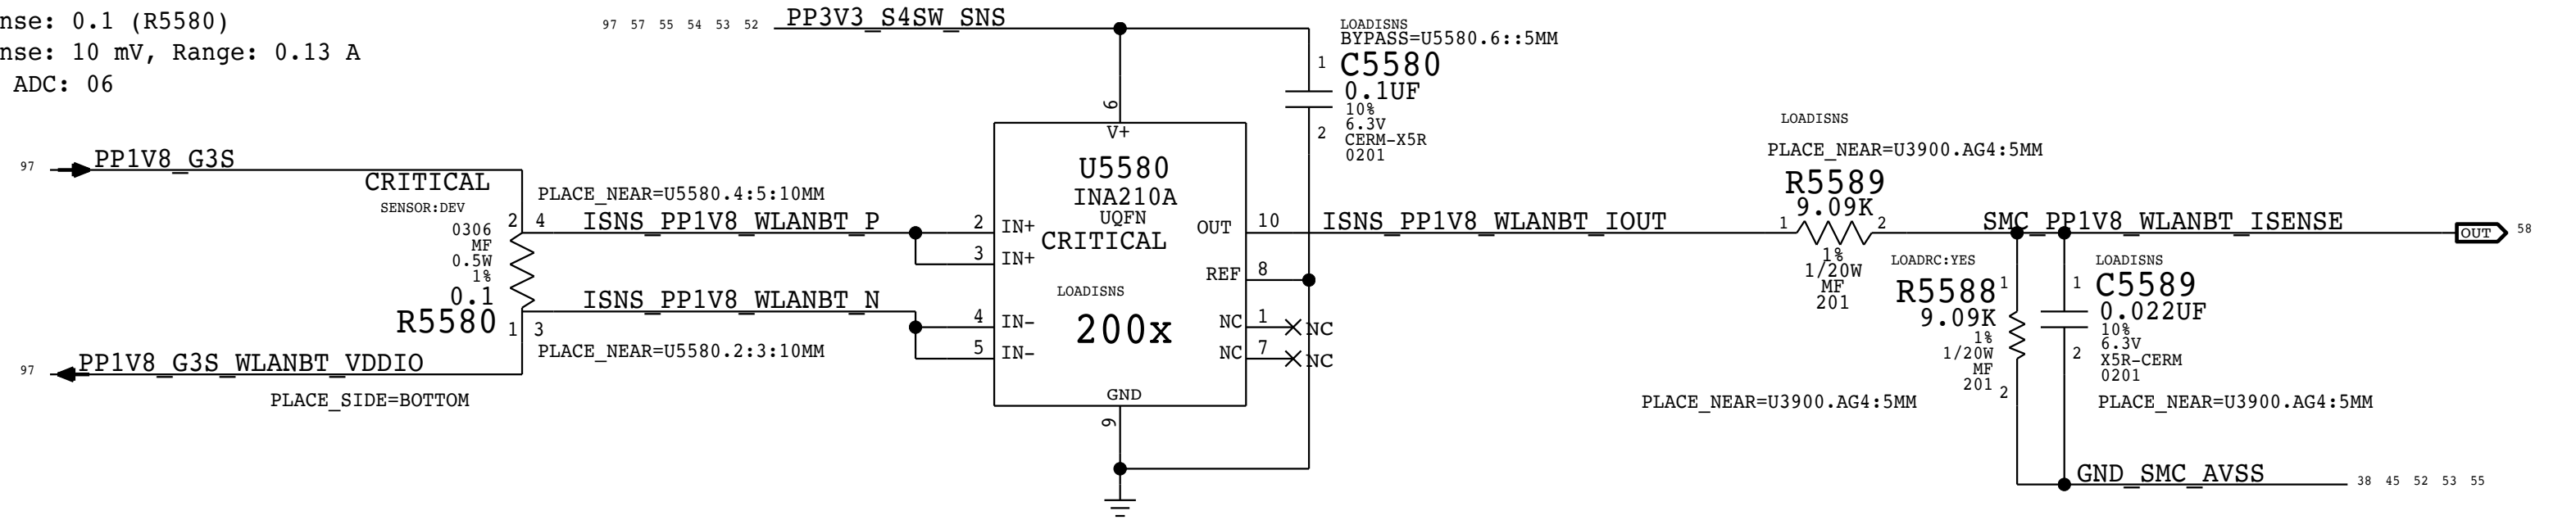 nse: 0.1 (R5580)
nse: 10 mV, Range: 0.13 A
ADC: 06
97 57 55 54 53 52
PP3V3_S4SW_SNS
LOADISNS
BYPASS=U5580.6::5MM
1
C5580
0.1UF
10%
6.3V
2
CERM-X5R
0201
6
V+
U5580
INA210A
UQFN
CRITICAL
LOADISNS
200x
97
PP1V8_G3S
CRITICAL
SENSOR:DEV
2 4
0306
MF
0.5W
1%
0.1
R5580
1 3
PLACE_NEAR=U5580.4:5:10MM
ISNS_PP1V8_WLANBT_P
2 IN+
3 IN+
ISNS_PP1V8_WLANBT_N
4 IN-
5 IN-
PLACE_NEAR=U5580.2:3:10MM
97
PP1V8_G3S_WLANBT_VDDIO
PLACE_SIDE=BOTTOM
OUT 10
REF 8
NC 1 NC
NC 7 NC
GND
9
ISNS_PP1V8_WLANBT_IOUT
LOADISNS
PLACE_NEAR=U3900.AG4:5MM
R5589
9.09K
1 2
1%
1/20W
MF
201
SMC_PP1V8_WLANBT_ISENSE
OUT 58
LOADRC:YES
R5588
1
9.09K
1%
1/20W
MF
201
2
PLACE_NEAR=U3900.AG4:5MM
LOADISNS
1
C5589
0.022UF
10%
6.3V
2
X5R-CERM
0201
PLACE_NEAR=U3900.AG4:5MM
GND_SMC_AVSS
38 45 52 53 55